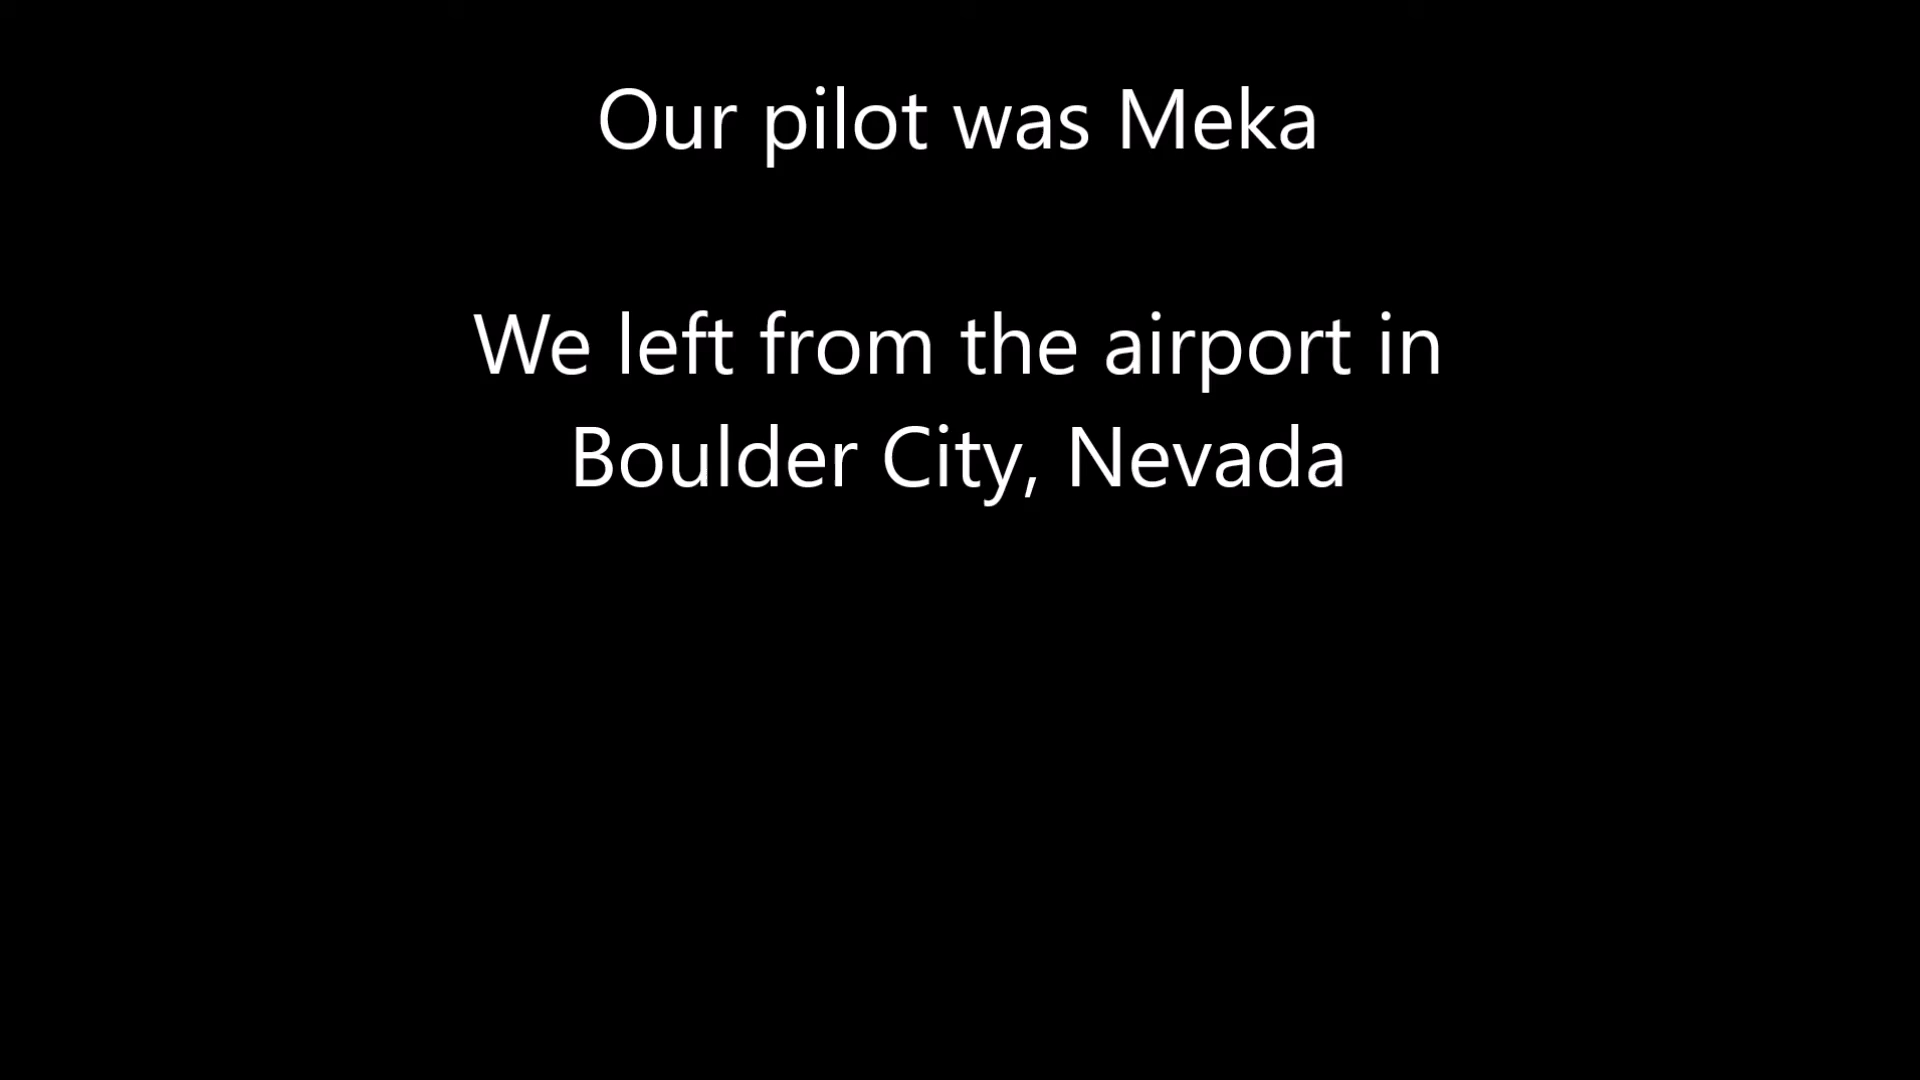 Our pilot was Meka
We left from the airport in
Boulder City, Nevada